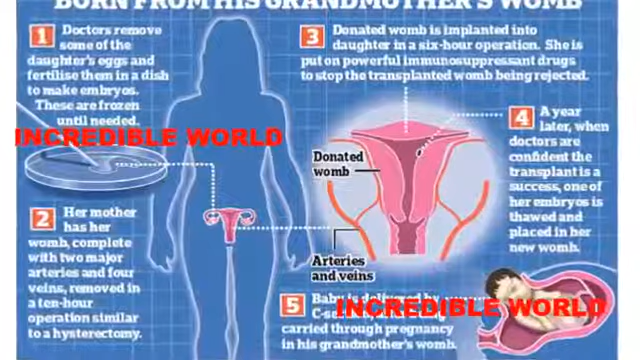 BORN FROM HIS GRANDMOTHER'S WOMB
1 Doctors remove
some of the
daughter's eggs and
fertilise them in a dish
to make embryos.
These are frozen
until needed.
INCREDIBLE WORLD
2 Her mother
has her
womb, complete
with two major
arteries and four
veins, removed in
a ten-hour
operation similar
to a hysterectomy.
3 Donated womb is implanted into
daughter in a six-hour operation. She is
put on powerful immunosuppressant drugs
to stop the transplanted womb being rejected.
Donated
womb
Arteries
and veins
4 A year
later, when
doctors are
confident the
transplant is a
success, one of
her embryos is
thawed and
placed in her
new womb.
5 Baby is delivered by
INCREDIBLE WORLD
carried through pregnancy
in his grandmother's womb.